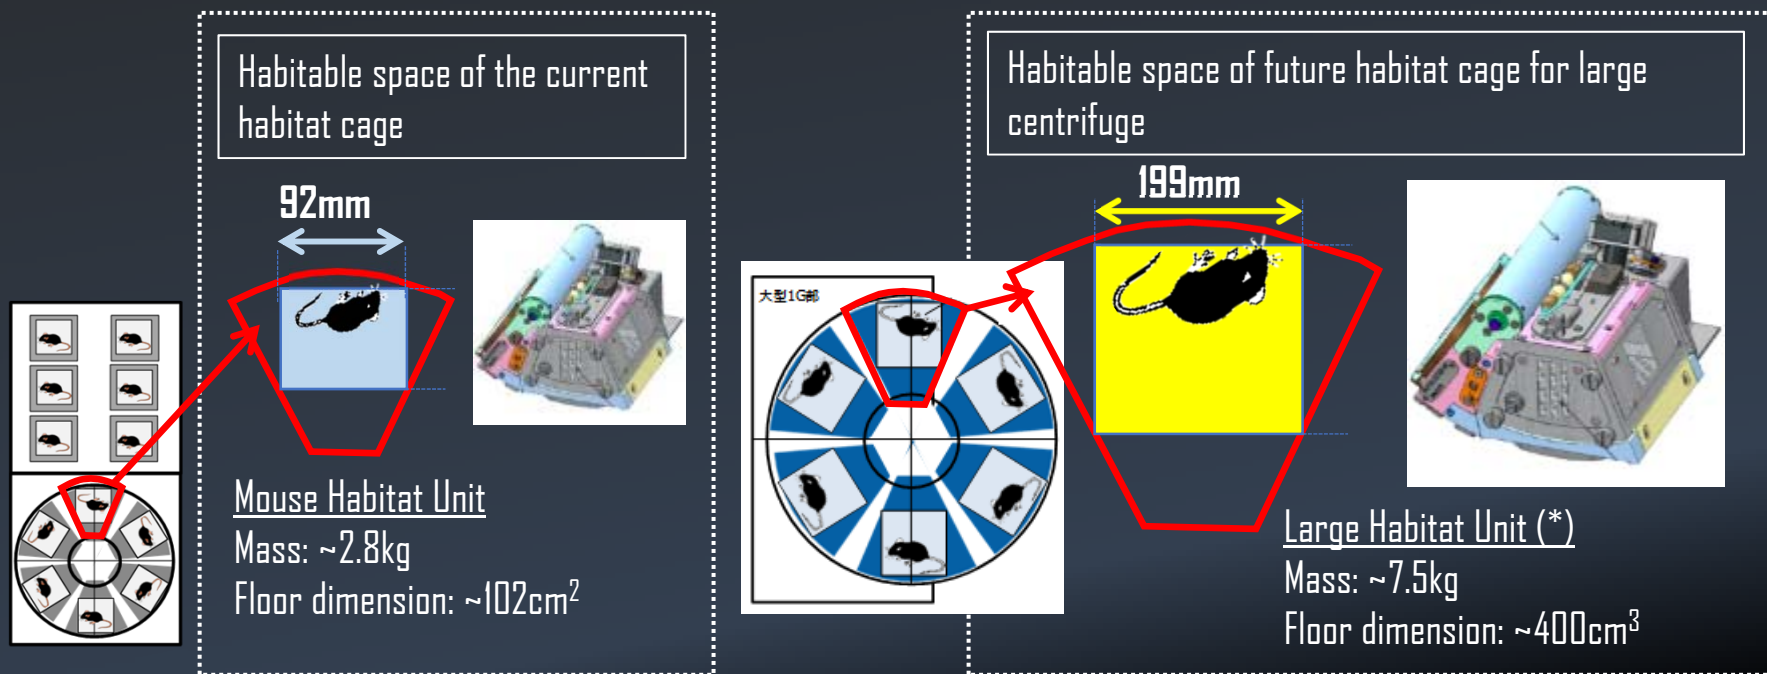 Habitable space of the current
habitat cage
92mm
Mouse Habitat Unit
Mass: ~2.8kg
Floor dimension: ~102cm²
大型1G部
Habitable space of future habitat cage for large
centrifuge
199mm
Large Habitat Unit (*)
Mass: ~7.5kg
Floor dimension: ~400cm³